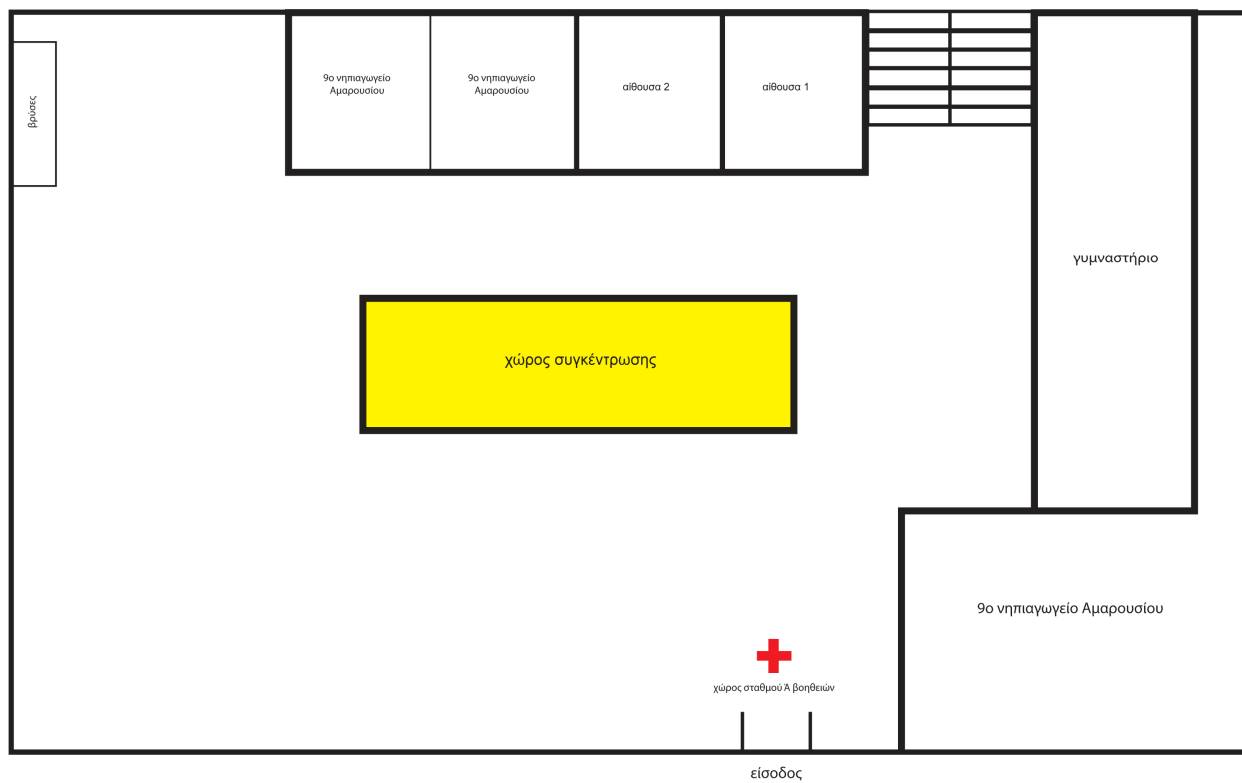 9ο νηπιαγωγείο
Αμαρουσίου
9ο νηπιαγωγείο
Αμαρουσίου
αίθουσα 2
αίθουσα 1
βρύσες
γυμναστήριο
χώρος συγκέντρωσης
9ο νηπιαγωγείο Αμαρουσίου
χώρος σταθμού Ά βοηθειών
είσοδος